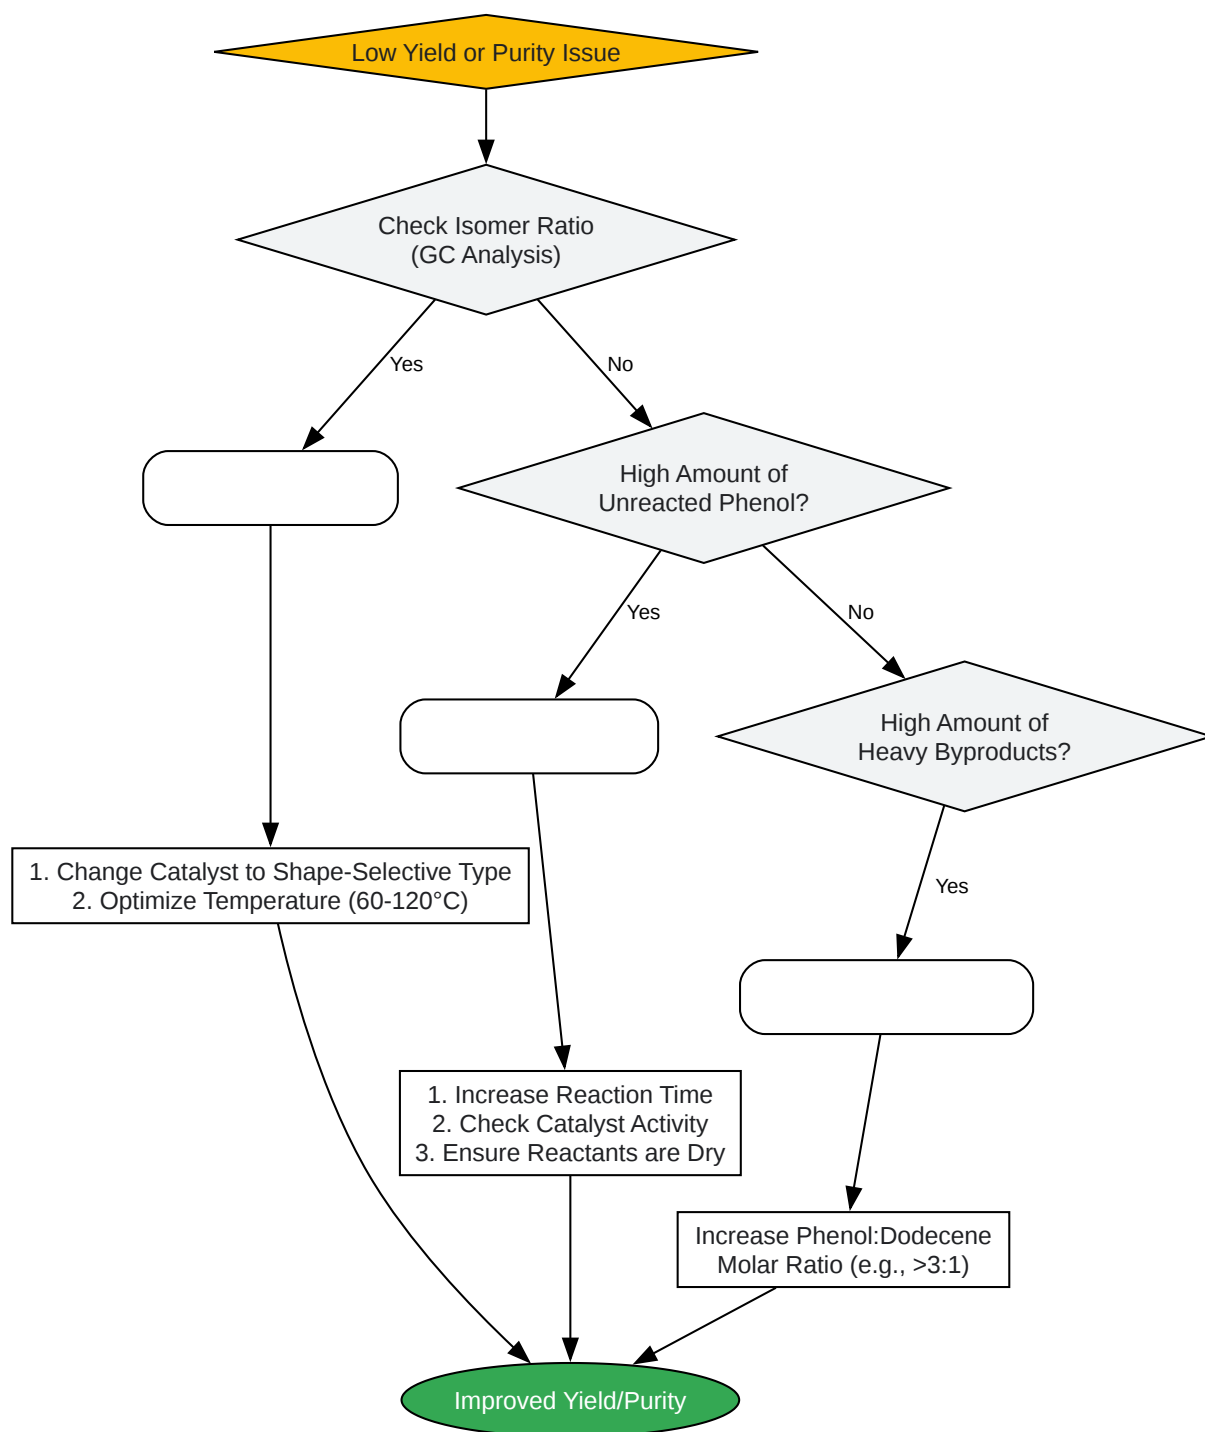 Low Yield or Purity Issue
Check Isomer Ratio
(GC Analysis)
Yes
No
High Amount of
Unreacted Phenol?
Yes
No
High Amount of
Heavy Byproducts?
1. Change Catalyst to Shape-Selective Type
2. Optimize Temperature (60-120°C)
Yes
1. Increase Reaction Time
2. Check Catalyst Activity
3. Ensure Reactants are Dry
Increase Phenol:Dodecene
Molar Ratio (e.g., >3:1)
Improved Yield/Purity